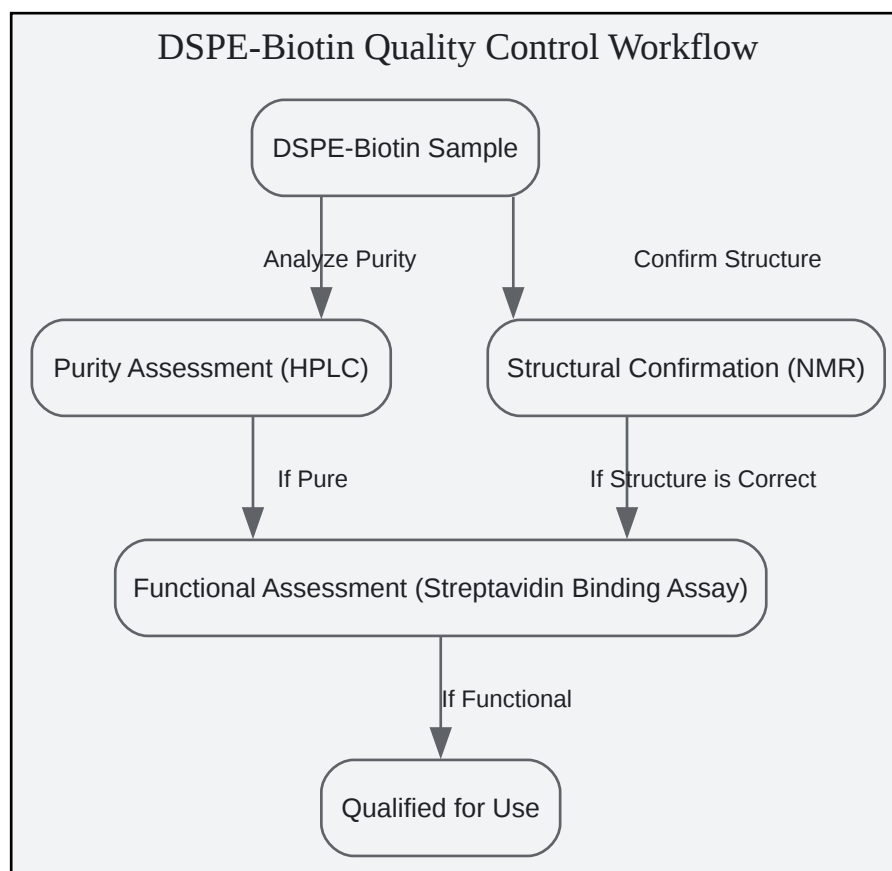 DSPE-Biotin Quality Control Workflow
DSPE-Biotin Sample
Analyze Purity
Confirm Structure
Purity Assessment (HPLC)
Structural Confirmation (NMR)
If Pure
If Structure is Correct
Functional Assessment (Streptavidin Binding Assay)
If Functional
Qualified for Use